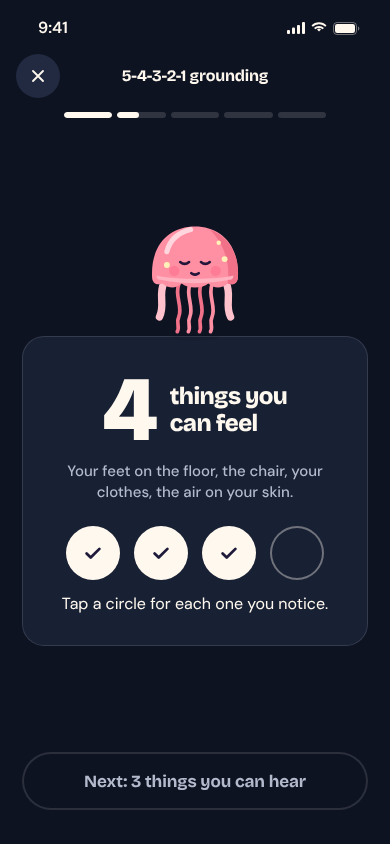 9:41
5-4-3-2-1 grounding
4
things you
can feel
Your feet on the floor, the chair, your
clothes, the air on your skin.
Tap a circle for each one you notice.
Next: 3 things you can hear